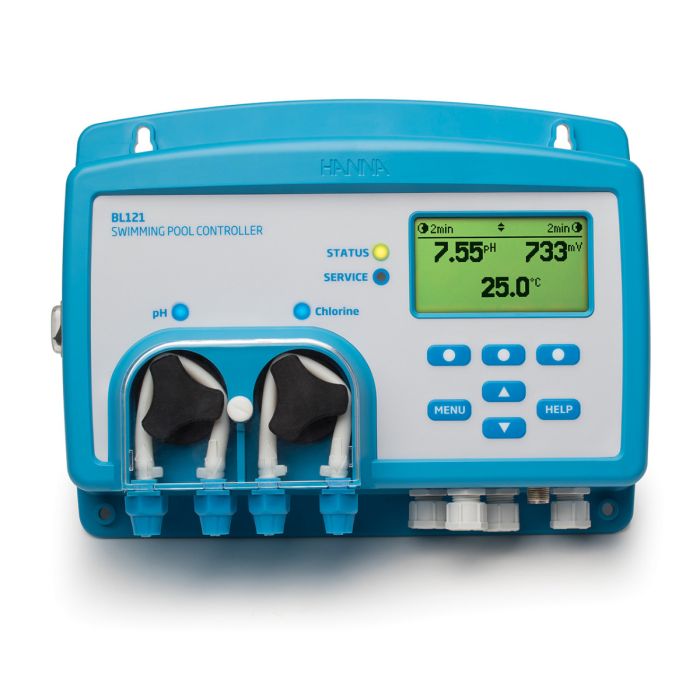 HANNA
BL121
SWIMMING POOL CONTROLLER
STATUS
SERVICE
pH
Chlorine
2min 2min
7.55pH 733mV
25.0°C
MENU
HELP